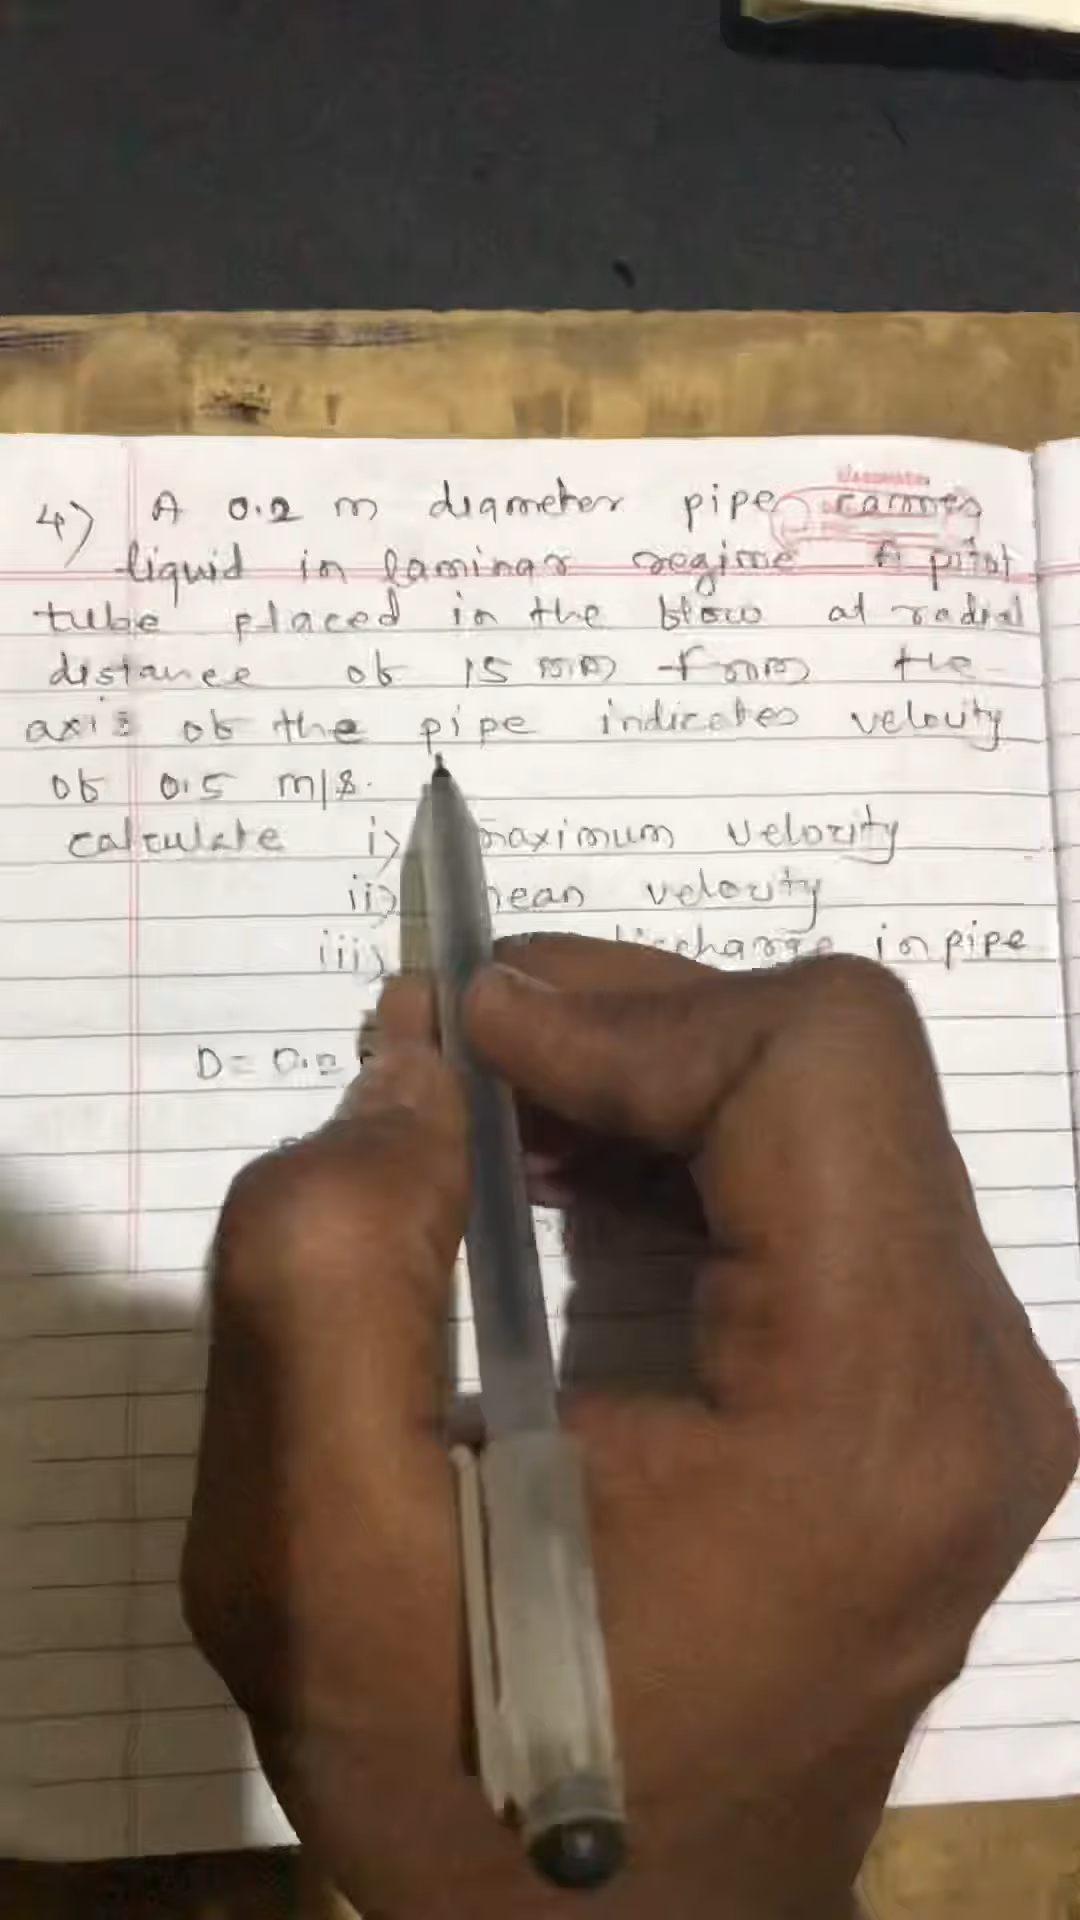 4) A 0.2 m diameter pipe carries
liquid in laminar regime A pitot
tube placed in the flow at radial
distance of 15 mm from the
axis of the pipe indicates velocity
of 0.5 m/s.
calculate i) maximum velocity
ii) mean velocity
iii) discharge in pipe
D = 0.2